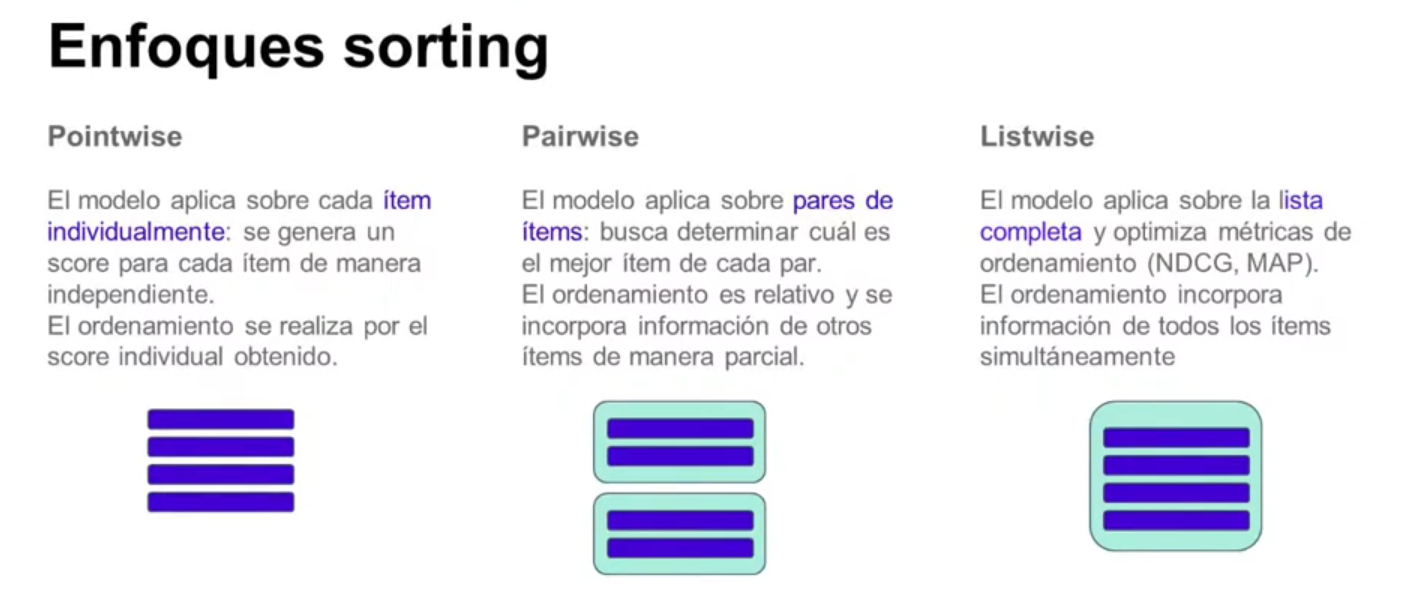 Enfoques sorting
Pointwise
El modelo aplica sobre cada ítem
individualmente: se genera un
score para cada ítem de manera
independiente.
El ordenamiento se realiza por el
score individual obtenido.
Pairwise
El modelo aplica sobre pares de
ítems: busca determinar cuál es
el mejor ítem de cada par.
El ordenamiento es relativo y se
incorpora información de otros
ítems de manera parcial.
Listwise
El modelo aplica sobre la lista
completa y optimiza métricas de
ordenamiento (NDCG, MAP).
El ordenamiento incorpora
información de todos los ítems
simultáneamente